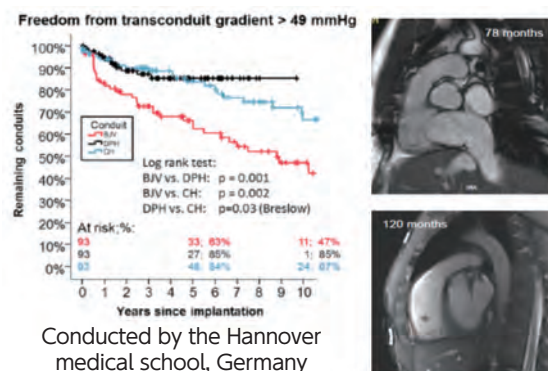 Freedom from transconduit gradient > 49 mmHg
Remaining conduits
100%
90%
80%
70%
60%
50%
40%
30%
20%
10%
0%
Conduit
BJV
DPH
CH
Log rank test:
BJV vs. DPH: p = 0.001
BJV vs. CH: p = 0.002
DPH vs. CH: p=0.03 (Breslow)
At risk;%:
93 33; 63% 11; 47%
93 27; 85% 1; 85%
93 48; 84% 24; 67%
0 1 2 3 4 5 6 7 8 9 10
Years since implantation
Conducted by the Hannover
medical school, Germany
78 months
120 months